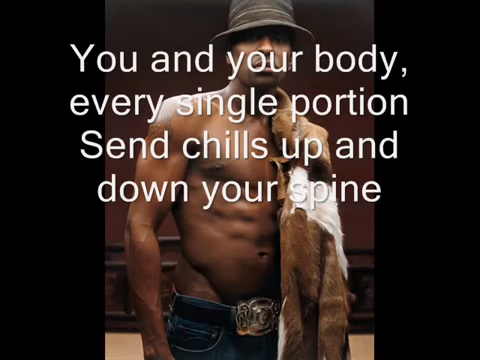 You and your body,
every single portion
Send chills up and
down your spine